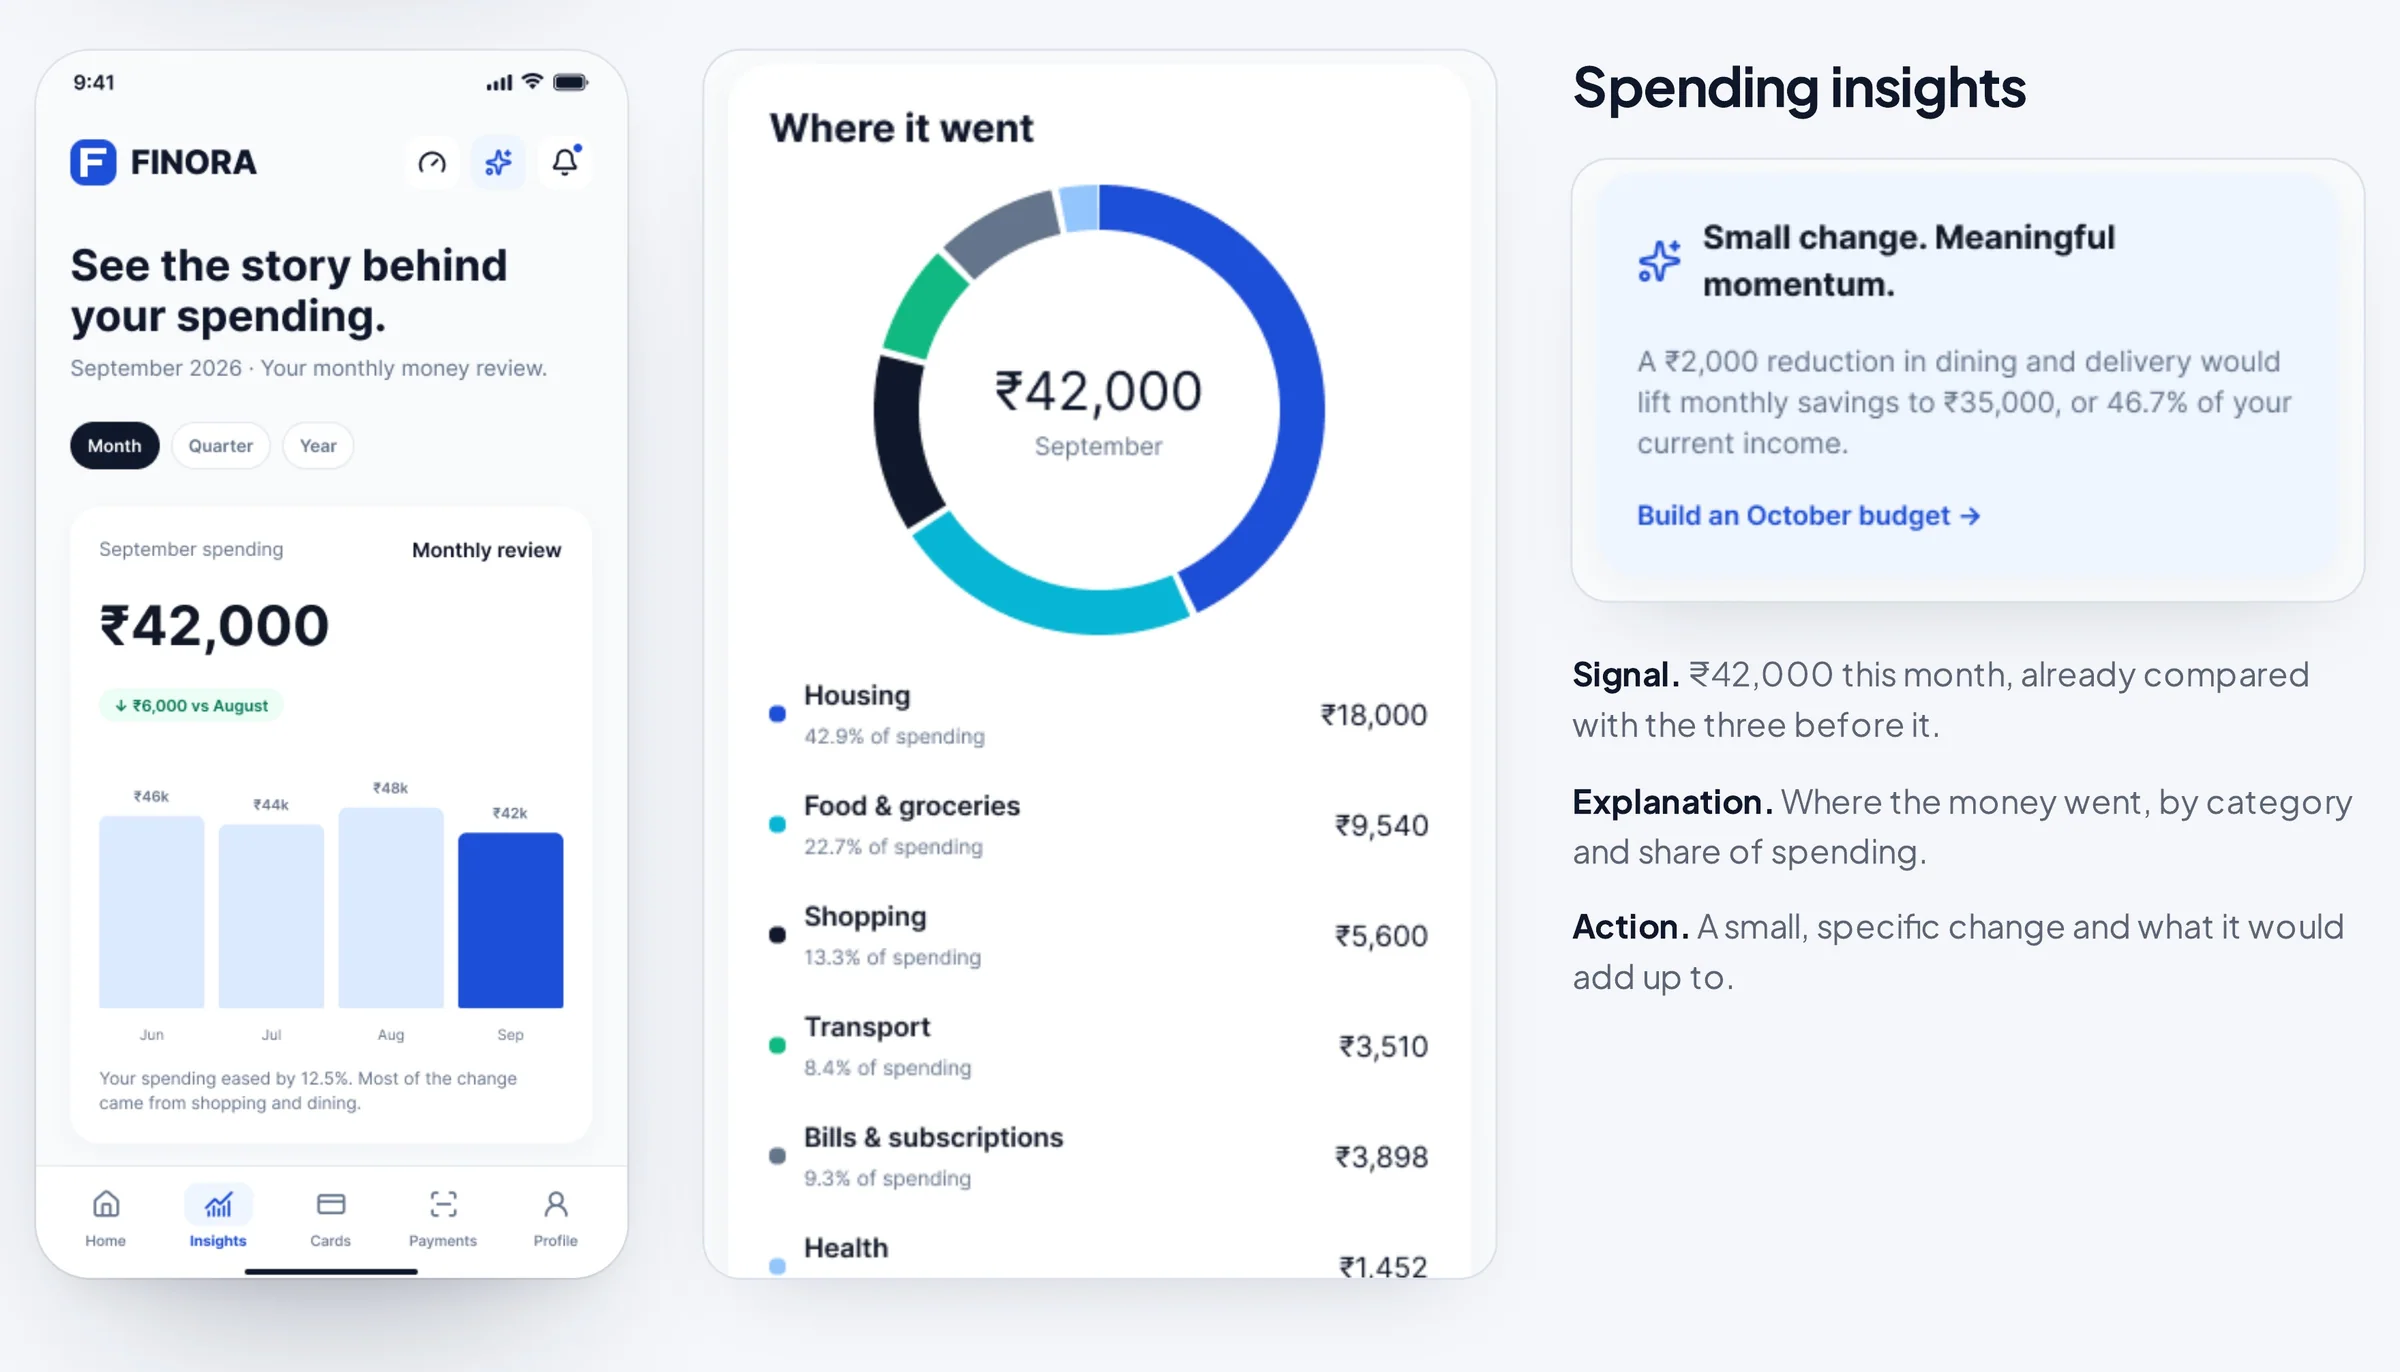 9:41
FINORA
See the story behind
your spending.
September 2026 · Your monthly money review.
Month
Quarter
Year
September spending
Monthly review
₹42,000
↓ ₹6,000 vs August
₹46k
₹44k
₹48k
₹42k
Jun
Jul
Aug
Sep
Your spending eased by 12.5%. Most of the change
came from shopping and dining.
Home
Insights
Cards
Payments
Profile
Where it went
₹42,000
September
Housing
₹18,000
42.9% of spending
Food & groceries
₹9,540
22.7% of spending
Shopping
₹5,600
13.3% of spending
Transport
₹3,510
8.4% of spending
Bills & subscriptions
₹3,898
9.3% of spending
Health
₹1,452
Spending insights
Small change. Meaningful
momentum.
A ₹2,000 reduction in dining and delivery would
lift monthly savings to ₹35,000, or 46.7% of your
current income.
Build an October budget →
Signal. ₹42,000 this month, already compared
with the three before it.
Explanation. Where the money went, by category
and share of spending.
Action. A small, specific change and what it would
add up to.